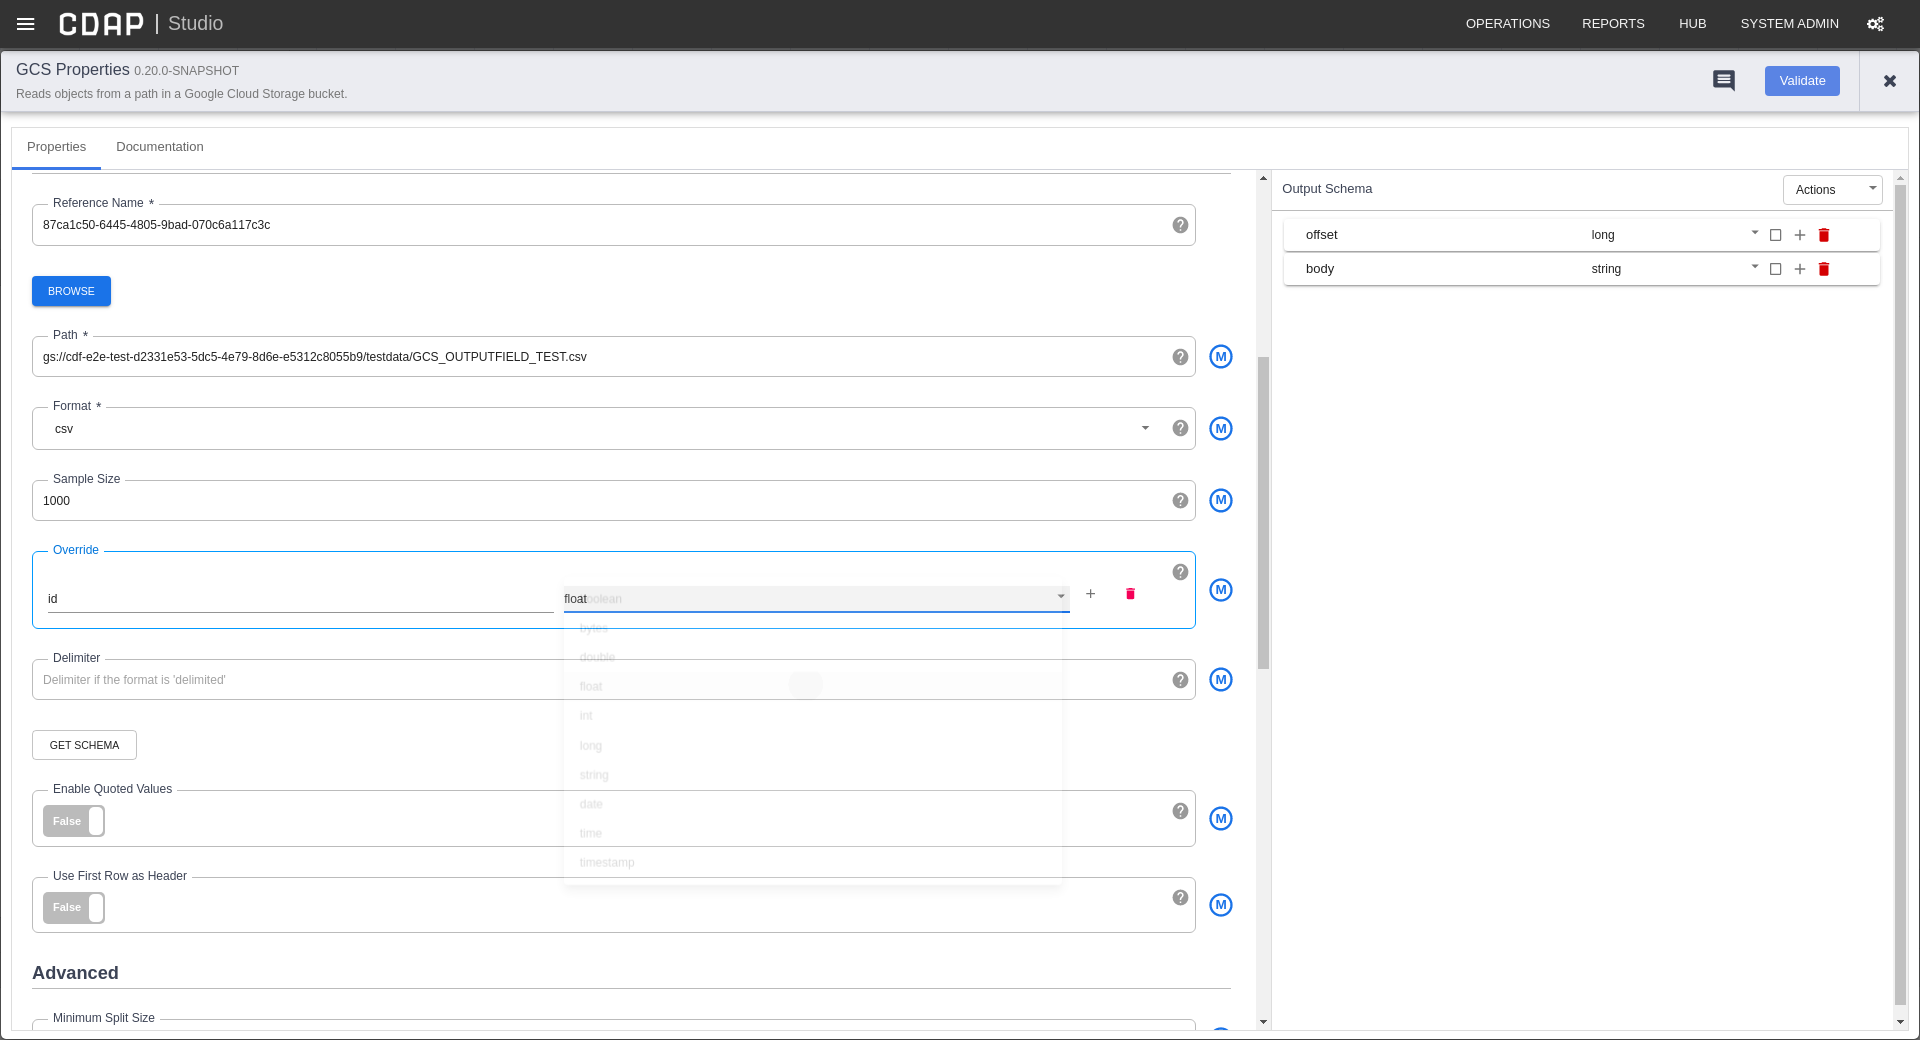 CDAP | Studio
OPERATIONS REPORTS HUB SYSTEM ADMIN
GCS Properties 0.20.0-SNAPSHOT
Reads objects from a path in a Google Cloud Storage bucket.
Validate
Properties Documentation
Reference Name *
87ca1c50-6445-4805-9bad-070c6a117c3c
BROWSE
Path *
gs://cdf-e2e-test-d2331e53-5dc5-4e79-8d6e-e5312c8055b9/testdata/GCS_OUTPUTFIELD_TEST.csv
M
Format *
csv
M
Sample Size
1000
M
Override
id
float
boolean
bytes
double
float
int
long
string
date
time
timestamp
M
Delimiter
Delimiter if the format is 'delimited'
M
GET SCHEMA
Enable Quoted Values
False
M
Use First Row as Header
False
M
Advanced
Minimum Split Size
Output Schema
Actions
offset long
body string